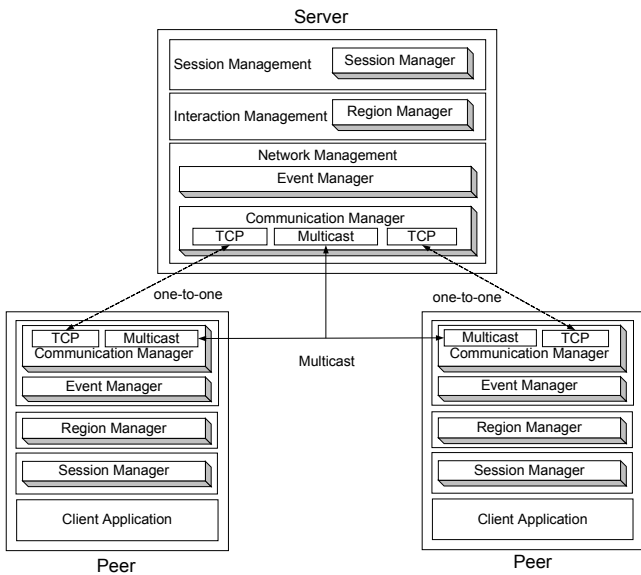 Server
Session Management
Session Manager
Interaction Management
Region Manager
Network Management
Event Manager
Communication Manager
TCP
Multicast
TCP
one-to-one
one-to-one
TCP
Multicast
Communication Manager
Event Manager
Region Manager
Session Manager
Client Application
Peer
Multicast
Multicast
TCP
Communication Manager
Event Manager
Region Manager
Session Manager
Client Application
Peer